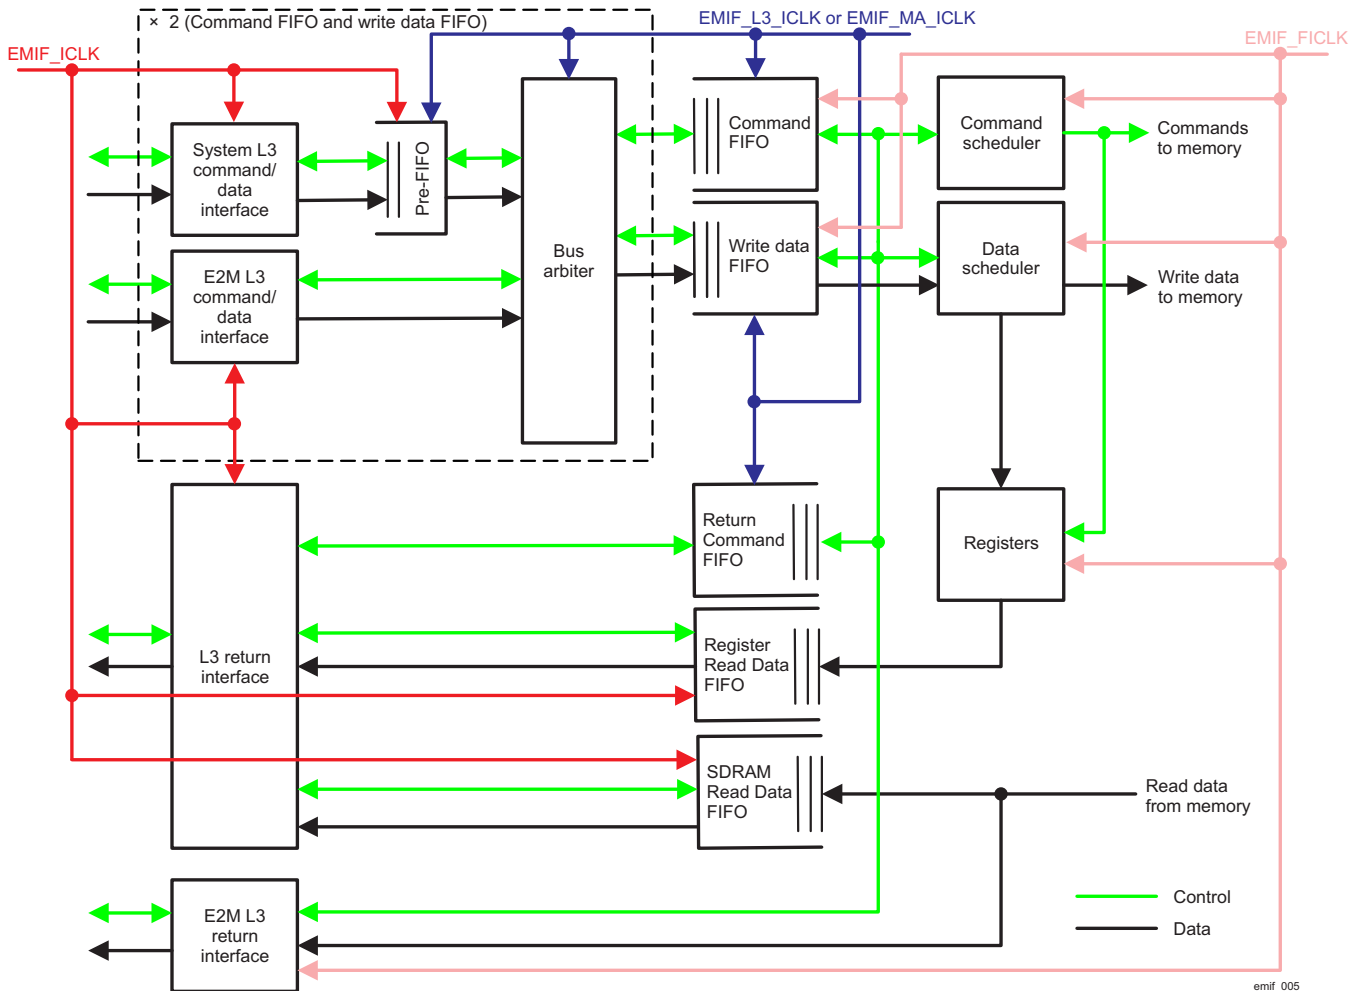 × 2 (Command FIFO and write data FIFO)
EMIF_L3_ICLK or EMIF_MA_ICLK
EMIF_ICLK
EMIF_FICLK
System L3
command/
data
interface
Pre-FIFO
E2M L3
command/
data
interface
Bus
arbiter
Command
FIFO
Write data
FIFO
Command
scheduler
Data
scheduler
Commands
to memory
Write data
to memory
Return
Command
FIFO
Registers
L3 return
interface
Register
Read Data
FIFO
SDRAM
Read Data
FIFO
Read data
from memory
E2M L3
return
interface
Control
Data
emif_005